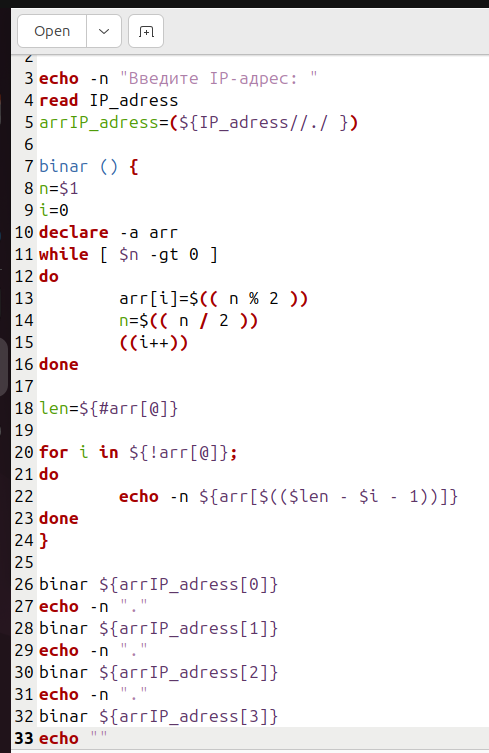 Open
2
3 echo -n "Введите IP-адрес: "
4 read IP_adress
5 arrIP_adress=(${IP_adress//./ })
6
7 binar () {
8 n=$1
9 i=0
10 declare -a arr
11 while [ $n -gt 0 ]
12 do
13         arr[i]=$(( n % 2 ))
14         n=$(( n / 2 ))
15         ((i++))
16 done
17
18 len=${#arr[@]}
19
20 for i in ${!arr[@]};
21 do
22         echo -n ${arr[$(($len - $i - 1))]}
23 done
24 }
25
26 binar ${arrIP_adress[0]}
27 echo -n "."
28 binar ${arrIP_adress[1]}
29 echo -n "."
30 binar ${arrIP_adress[2]}
31 echo -n "."
32 binar ${arrIP_adress[3]}
33 echo ""